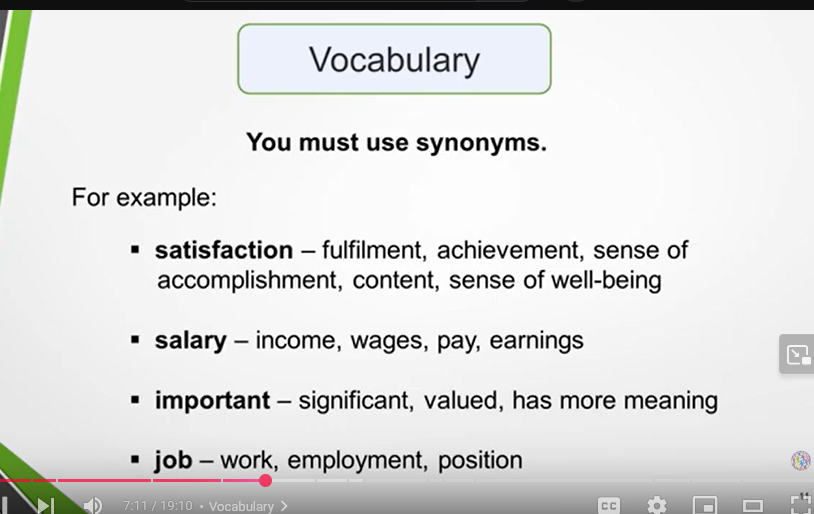 Vocabulary
You must use synonyms.
For example:
▪ satisfaction – fulfilment, achievement, sense of
accomplishment, content, sense of well-being
▪ salary – income, wages, pay, earnings
▪ important – significant, valued, has more meaning
▪ job – work, employment, position
11
7:11 / 19:10 • Vocabulary >
CC